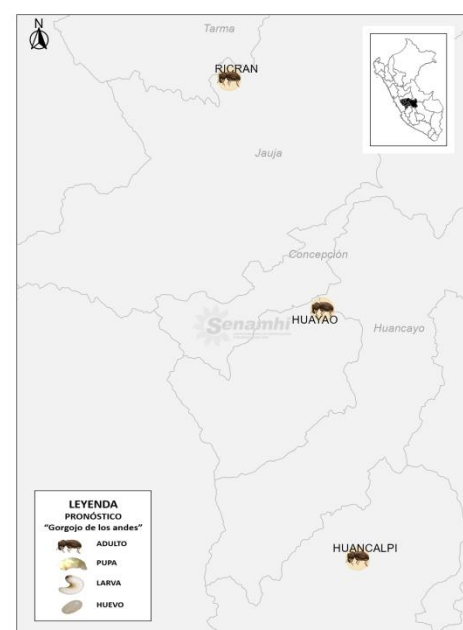 N
Tarma
RICRAN
Jauja
Concepción
Senamhi
HUAYAO
Huancayo
HUANCALPI
LEYENDA
PRONÓSTICO
"Gorgojo de los andes"
ADULTO
PUPA
LARVA
HUEVO